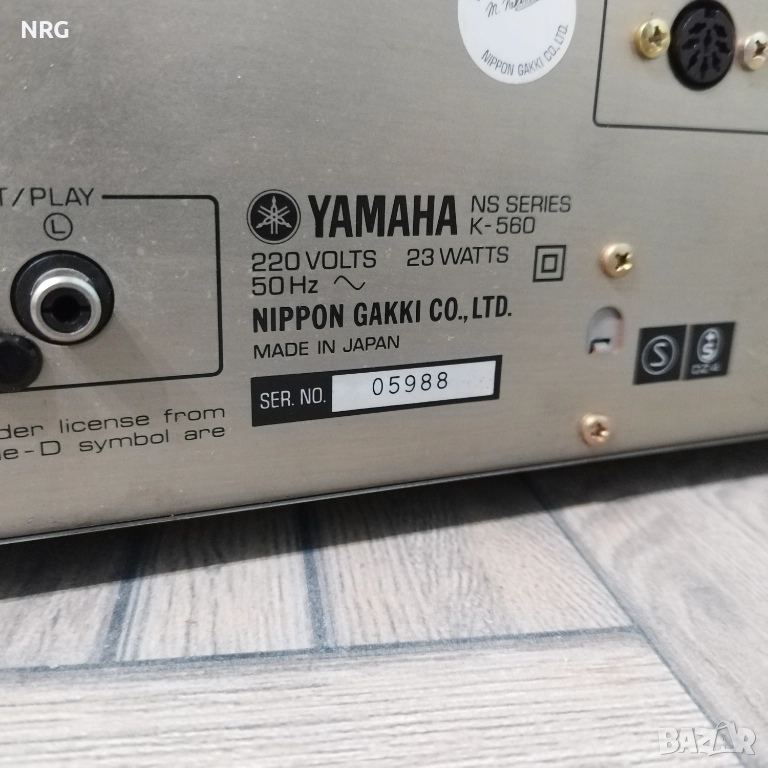 NRG
NIPPON GAKKI CO., LTD.
T/PLAY
L
YAMAHA NS SERIES
K-560
220 VOLTS 23 WATTS
50 Hz
NIPPON GAKKI CO., LTD.
MADE IN JAPAN
SER. NO. 05988
der license from
e-D symbol are
S
S
BAZAR